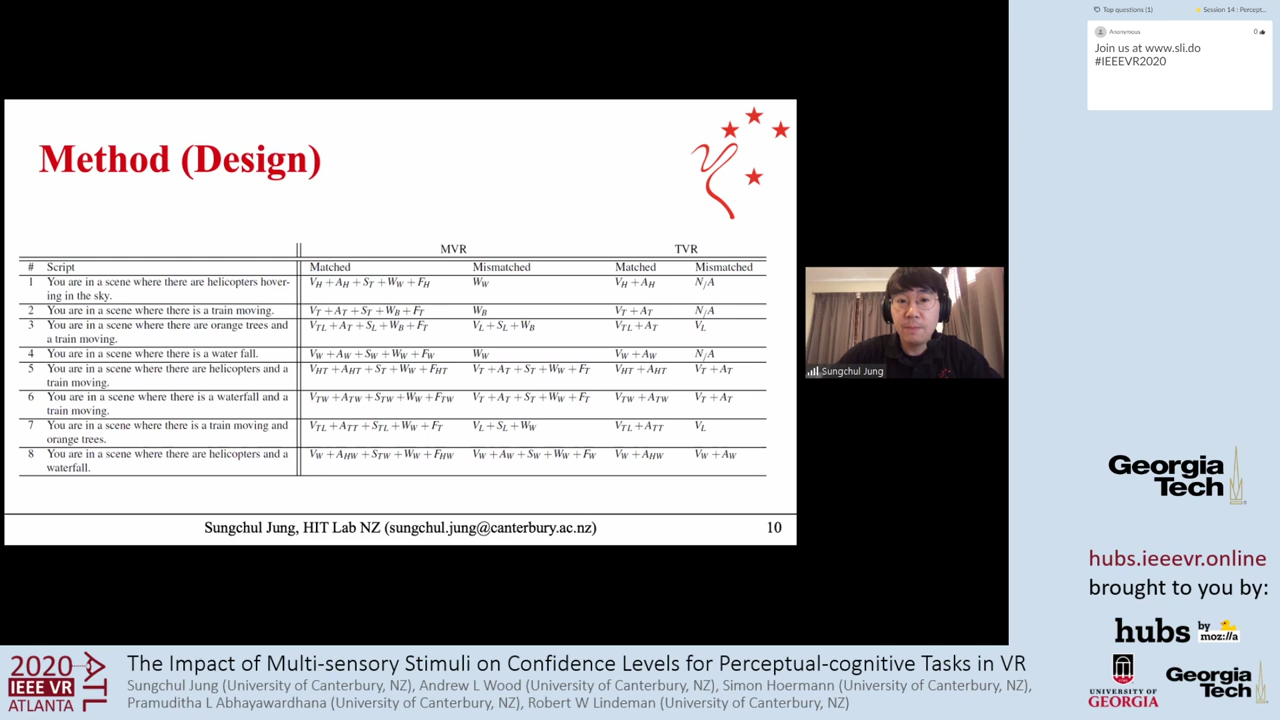 Top questions (1)
Session 14 : Percept...
Anonymous
0
Join us at www.sli.do
#IEEEVR2020
Method (Design)
MVR TVR
# Script Matched Mismatched Matched Mismatched
1 You are in a scene where there are helicopters hover- V_H + A_H + S_T + W_W + F_H W_W V_H + A_H N/A
ing in the sky.
2 You are in a scene where there is a train moving. V_T + A_T + S_T + W_B + F_T W_B V_T + A_T N/A
3 You are in a scene where there are orange trees and V_TL + A_T + S_L + W_B + F_T V_L + S_L + W_B V_TL + A_T V_L
a train moving.
4 You are in a scene where there is a water fall. V_W + A_W + S_W + W_W + F_W W_W V_W + A_W N/A
5 You are in a scene where there are helicopters and a V_HT + A_HT + S_T + W_W + F_HT V_T + A_T + S_T + W_W + F_T V_HT + A_HT V_T + A_T
train moving.
6 You are in a scene where there is a waterfall and a V_TW + A_TW + S_TW + W_W + F_TW V_T + A_T + S_T + W_W + F_T V_TW + A_TW V_T + A_T
train moving.
7 You are in a scene where there is a train moving and V_TL + A_TT + S_TL + W_W + F_T V_L + S_L + W_W V_TL + A_TT V_L
orange trees.
8 You are in a scene where there are helicopters and a V_W + A_HW + S_TW + W_W + F_HW V_W + A_W + S_W + W_W + F_W V_W + A_HW V_W + A_W
waterfall.
Sungchul Jung, HIT Lab NZ (sungchul.jung@canterbury.ac.nz) 10
Sungchul Jung
Georgia
Tech
hubs.ieeevr.online
brought to you by:
hubs by moz://a
UNIVERSITY OF
GEORGIA
Georgia
Tech
2020
IEEE VR
ATLANTA
ATL
The Impact of Multi-sensory Stimuli on Confidence Levels for Perceptual-cognitive Tasks in VR
Sungchul Jung (University of Canterbury, NZ), Andrew L Wood (University of Canterbury, NZ), Simon Hoermann (University of Canterbury, NZ),
Pramuditha L Abhayawardhana (University of Canterbury, NZ), Robert W Lindeman (University of Canterbury, NZ)